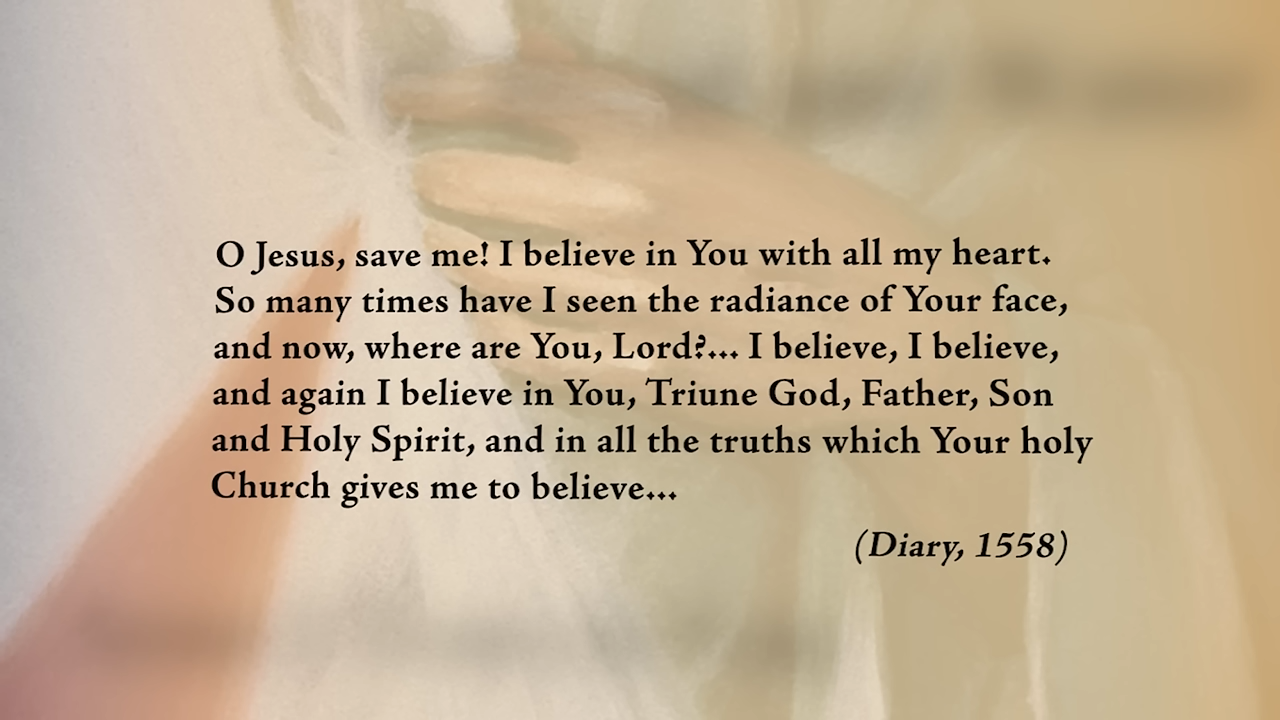 O Jesus, save me! I believe in You with all my heart.
So many times have I seen the radiance of Your face,
and now, where are You, Lord?... I believe, I believe,
and again I believe in You, Triune God, Father, Son
and Holy Spirit, and in all the truths which Your holy
Church gives me to believe...
(Diary, 1558)